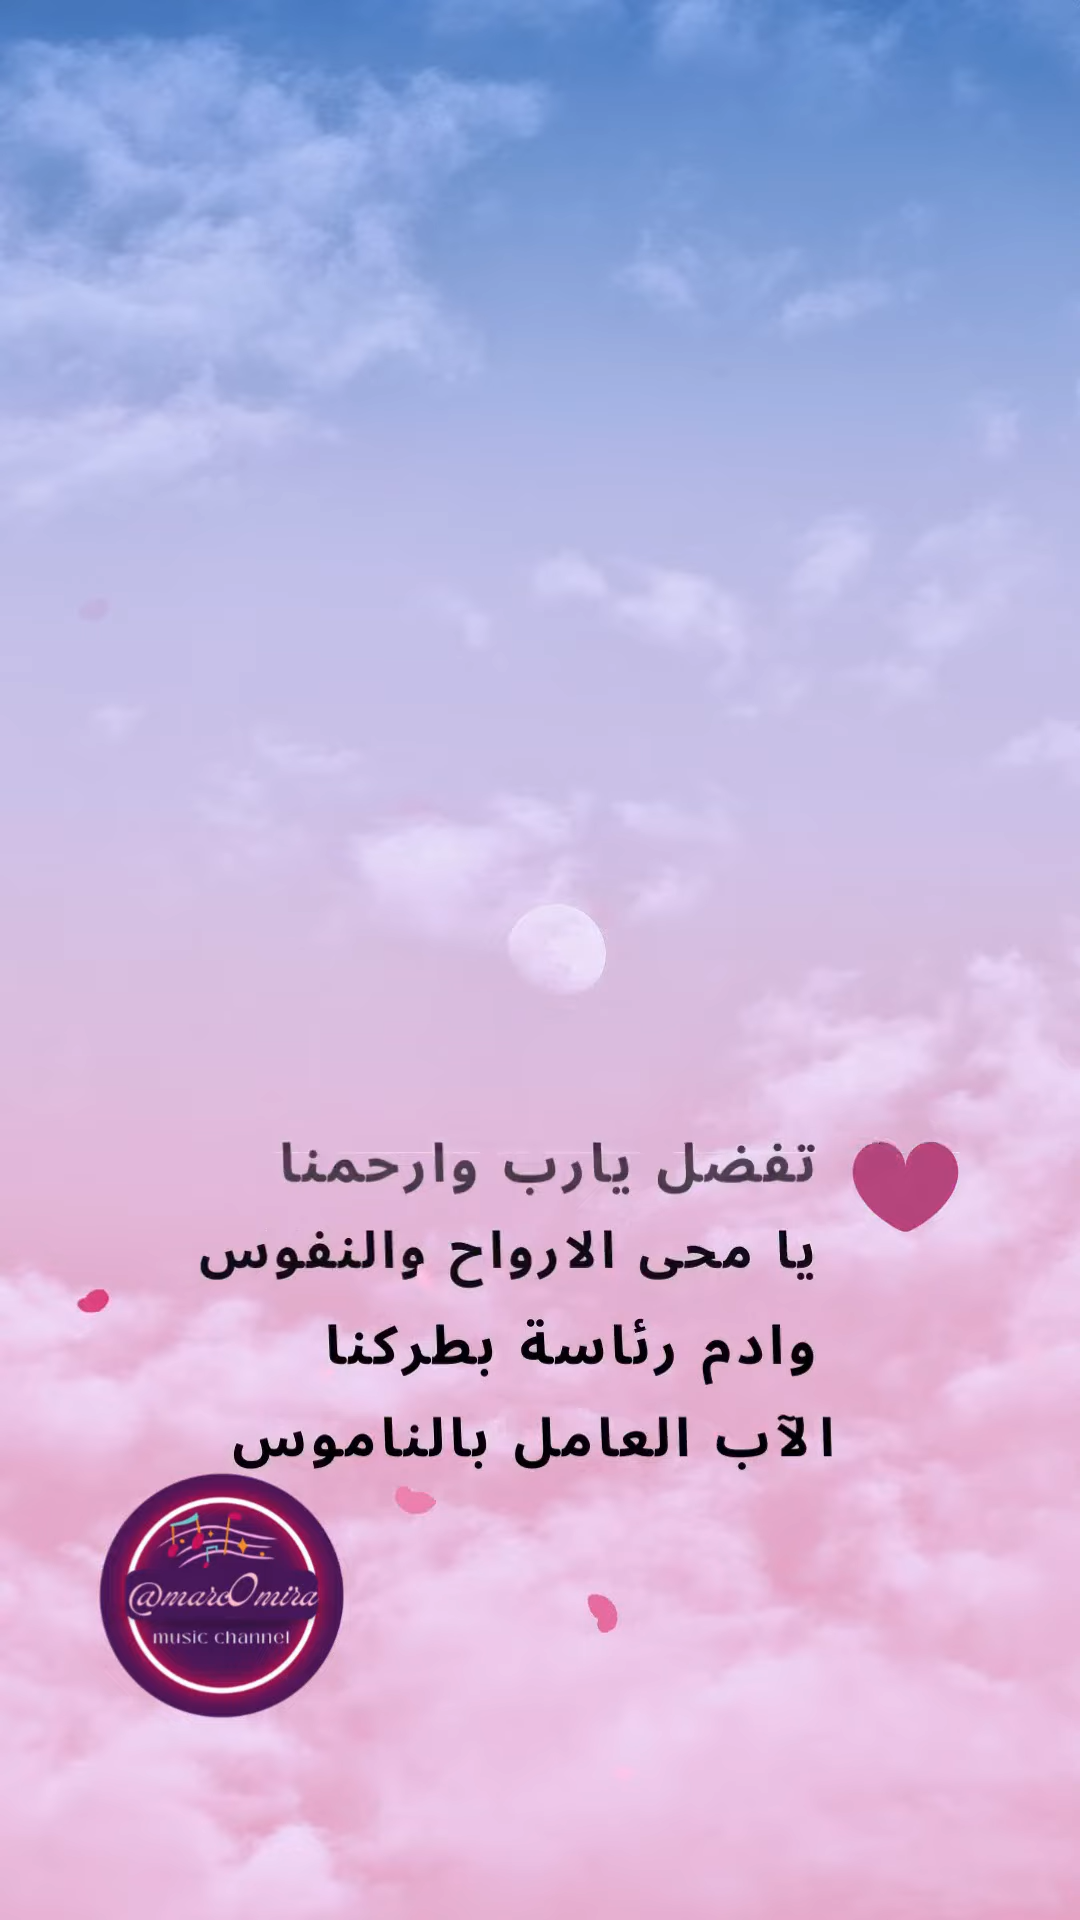 تفضل يارب وارحمنا
يا محى الارواح والنفوس
وادم رئاسة بطركنا
الآب العامل بالناموس
@marcOmira
music channel